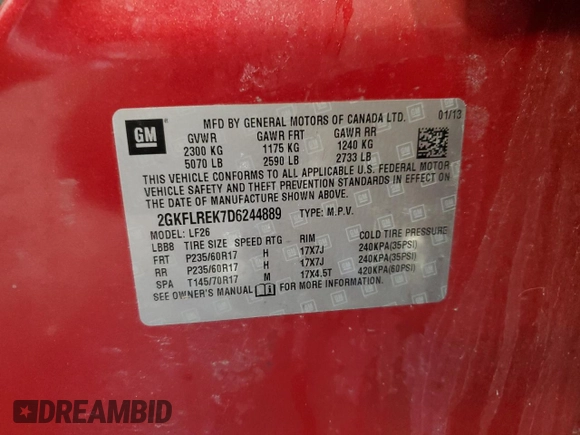 MFD BY GENERAL MOTORS OF CANADA LTD. 01/13
GM
GVWR GAWR FRT GAWR RR
2300 KG 1175 KG 1240 KG
5070 LB 2590 LB 2733 LB
THIS VEHICLE CONFORMS TO ALL APPLICABLE U.S. FEDERAL MOTOR
VEHICLE SAFETY AND THEFT PREVENTION STANDARDS IN EFFECT ON
THE DATE OF MANUFACTURE SHOWN ABOVE.
2GKFLREK7D6244889 TYPE: M.P.V.
MODEL: LF26
LBB8 TIRE SIZE SPEED RTG RIM COLD TIRE PRESSURE
FRT P235/60R17 H 17X7J 240KPA(35PSI)
RR P235/60R17 H 17X7J 240KPA(35PSI)
SPA T145/70R17 M 17X4.5T 420KPA(60PSI)
SEE OWNER'S MANUAL FOR MORE INFORMATION.
DREAMBID